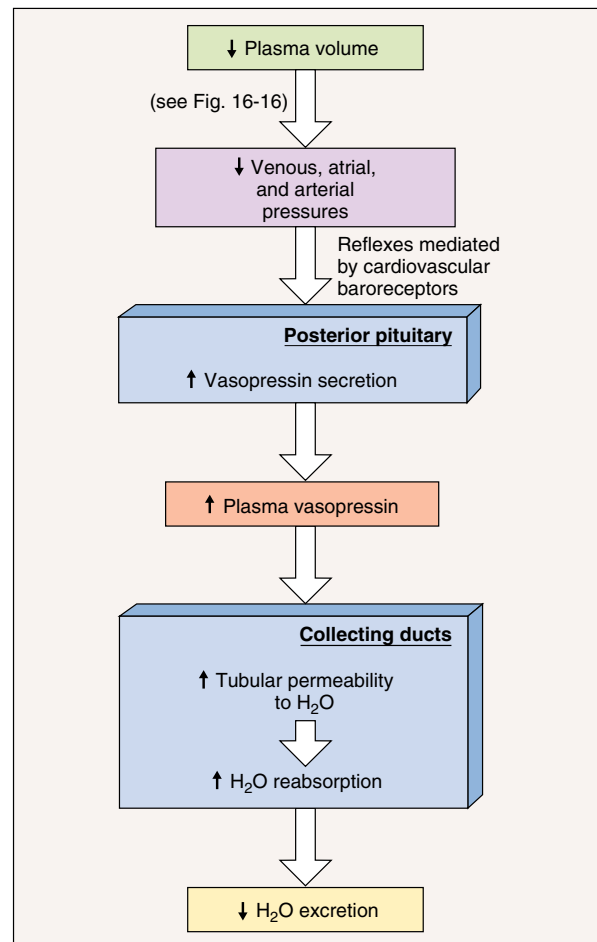 ↓ Plasma volume
(see Fig. 16-16)
↓ Venous, atrial,
and arterial
pressures
Reflexes mediated
by cardiovascular
baroreceptors
Posterior pituitary
↑ Vasopressin secretion
↑ Plasma vasopressin
Collecting ducts
↑ Tubular permeability
to H₂O
↑ H₂O reabsorption
↓ H₂O excretion